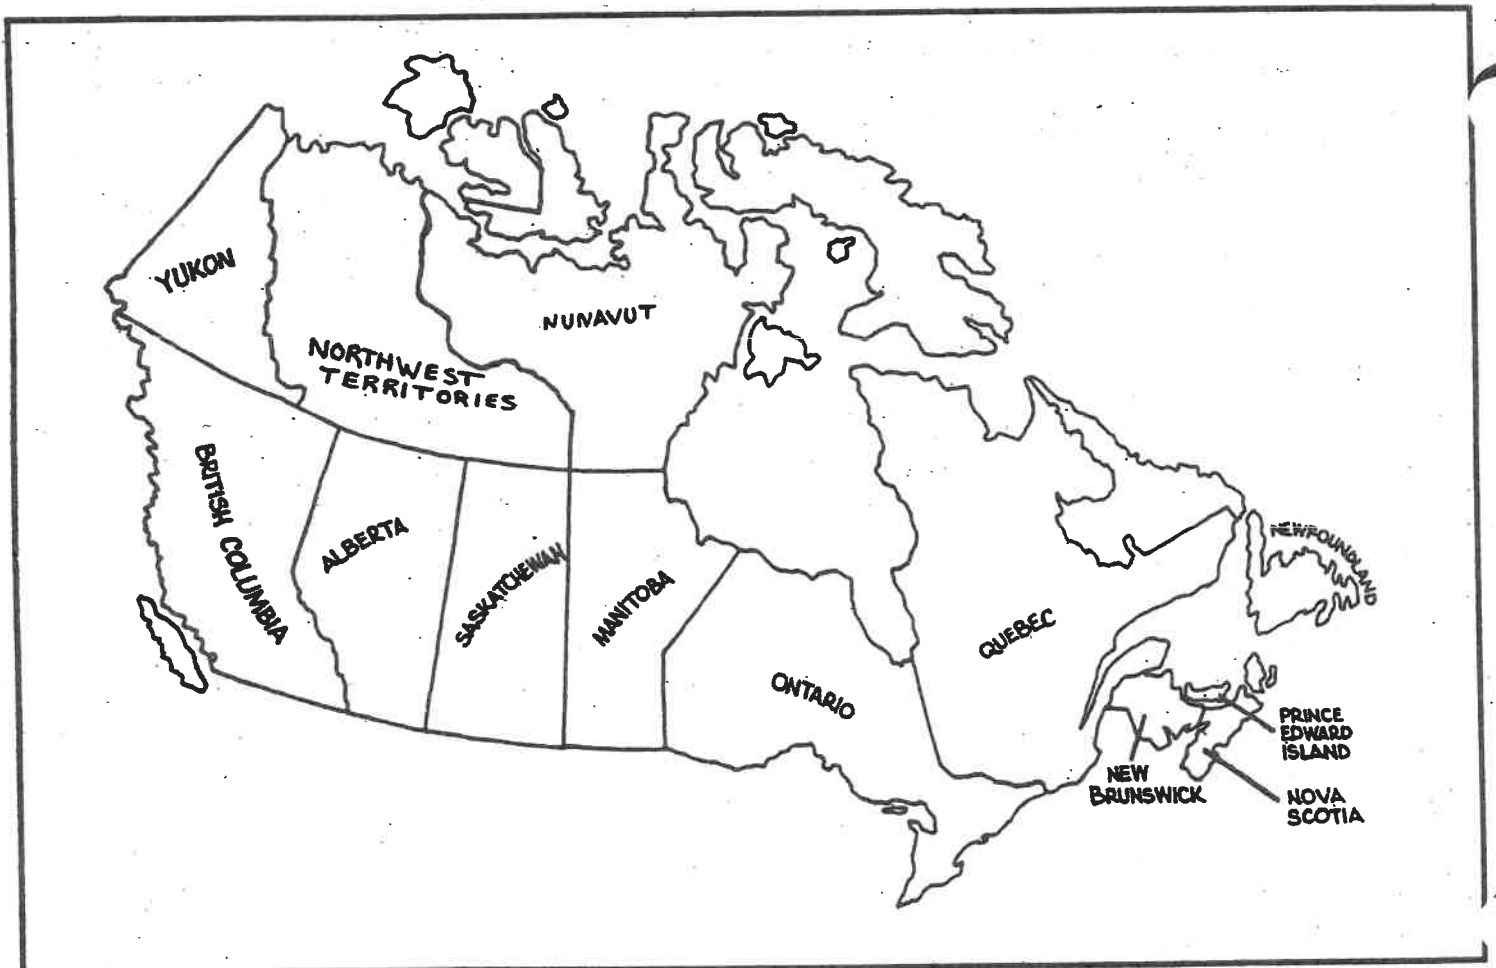 YUKON
NORTHWEST
TERRITORIES
NUNAVUT
BRITISH COLUMBIA
ALBERTA
SASKATCHEWAN
MANITOBA
ONTARIO
QUEBEC
NEWFOUNDLAND
PRINCE
EDWARD
ISLAND
NEW
BRUNSWICK
NOVA
SCOTIA